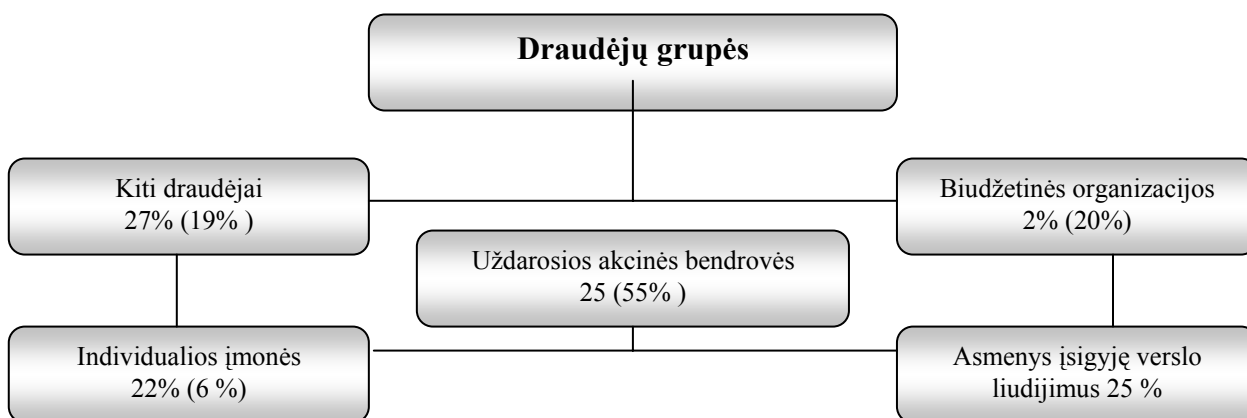 Draudėjų grupės
Kiti draudėjai
27% (19% )
Biudžetinės organizacijos
2% (20%)
Uždarosios akcinės bendrovės
25 (55% )
Individualios įmonės
22% (6 %)
Asmenys įsigyję verslo
liudijimus 25 %